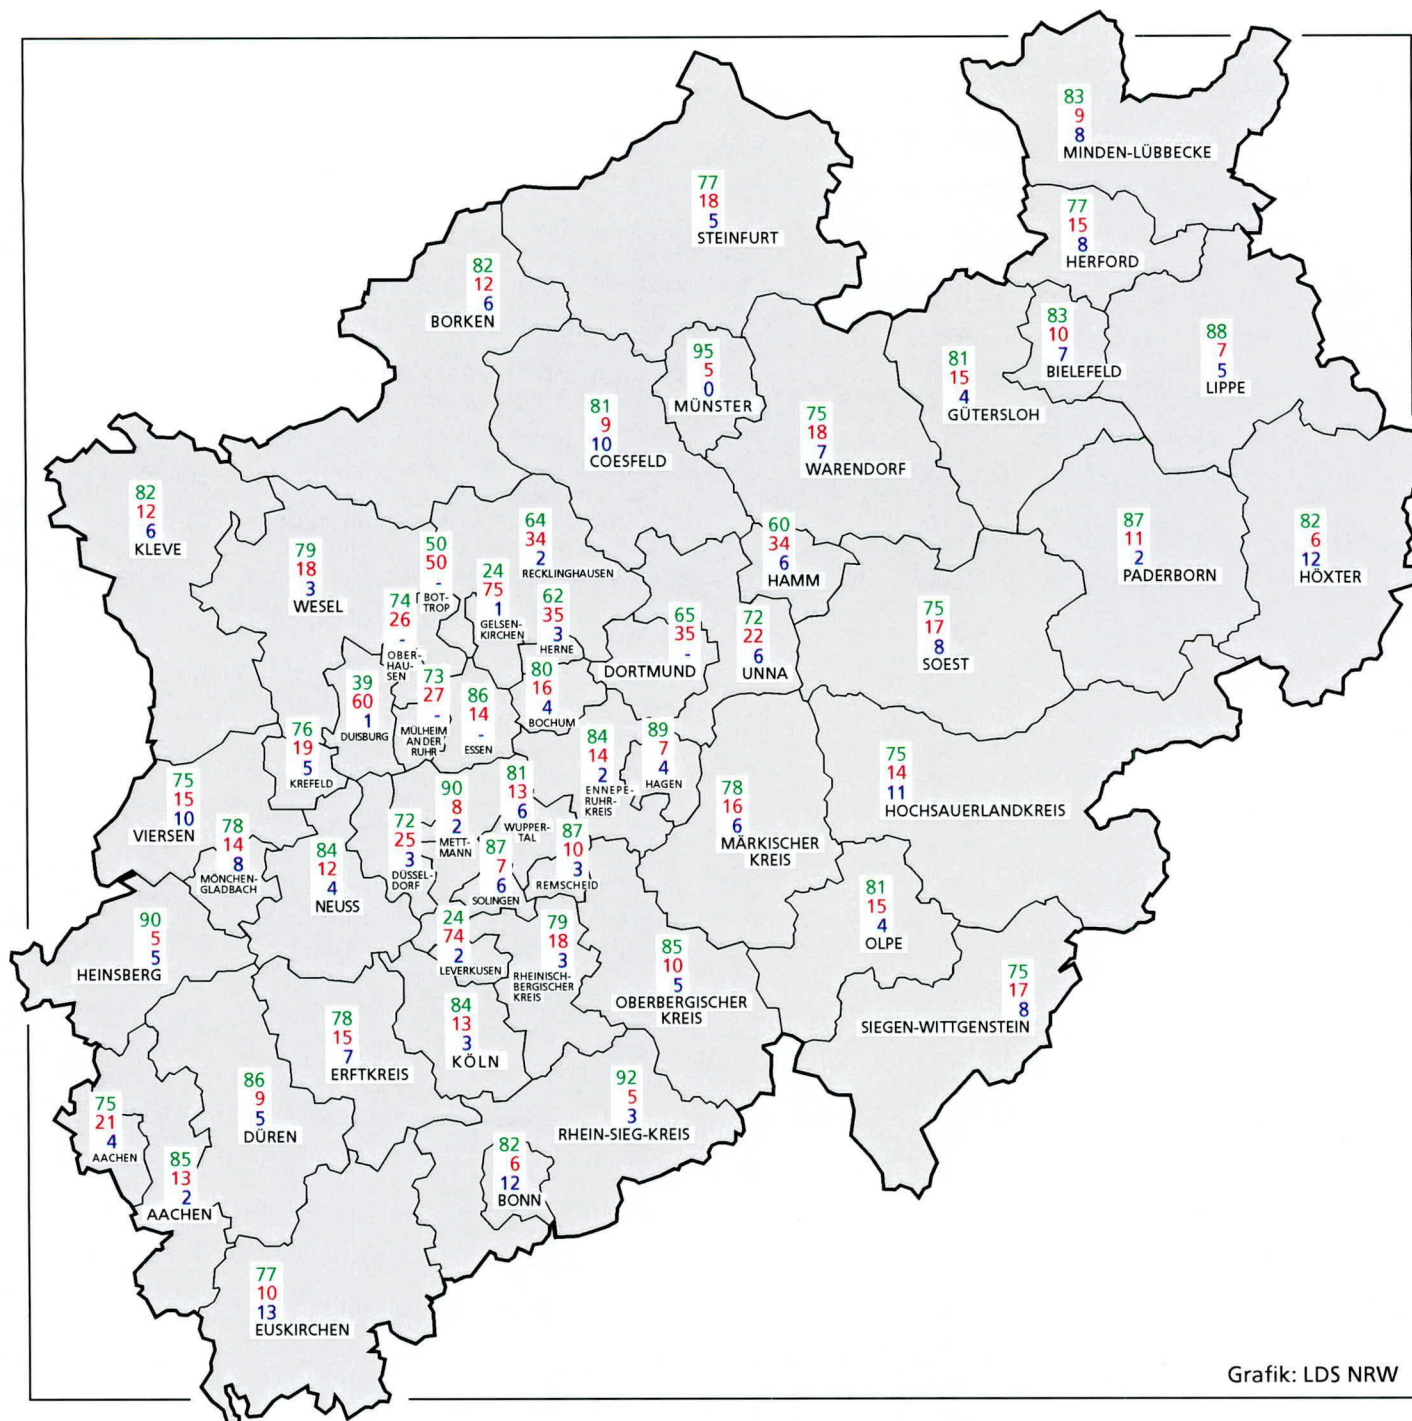 83
9
8
MINDEN-LÜBBECKE
77
18
5
STEINFURT
77
15
8
HERFORD
82
12
6
BORKEN
83
10
7
BIELEFELD
88
7
5
LIPPE
95
5
0
MÜNSTER
81
15
4
GÜTERSLOH
81
9
10
COESFELD
75
18
7
WARENDORF
82
12
6
KLEVE
87
11
2
PADERBORN
82
6
12
HÖXTER
79
18
3
WESEL
50
50
-
BOT-
TROP
64
34
2
RECKLINGHAUSEN
24
75
1
GELSEN-
KIRCHEN
60
34
6
HAMM
74
26
-
OBER-
HAU-
SEN
62
35
3
HERNE
65
35
-
DORTMUND
72
22
6
UNNA
75
17
8
SOEST
39
60
1
DUISBURG
73
27
-
MÜLHEIM
AN DER
RUHR
86
14
-
ESSEN
80
16
4
BOCHUM
76
19
5
KREFELD
84
14
2
ENNEPE-
RUHR-
KREIS
89
7
4
HAGEN
75
14
11
HOCHSAUERLANDKREIS
75
15
10
VIERSEN
78
14
8
MÖNCHEN-
GLADBACH
84
12
4
NEUSS
72
25
3
DÜSSEL-
DORF
90
8
2
METT-
MANN
81
13
6
WUPPER-
TAL
87
7
6
SOLINGEN
87
10
3
REMSCHEID
78
16
6
MÄRKISCHER
KREIS
81
15
4
OLPE
90
5
5
HEINSBERG
24
74
2
LEVERKUSEN
79
18
3
RHEINISCH-
BERGISCHER
KREIS
85
10
5
OBERBERGISCHER
KREIS
75
17
8
SIEGEN-WITTGENSTEIN
78
15
7
ERFTKREIS
84
13
3
KÖLN
86
9
5
DÜREN
92
5
3
RHEIN-SIEG-KREIS
75
21
4
AACHEN
85
13
2
AACHEN
82
6
12
BONN
77
10
13
EUSKIRCHEN
Grafik: LDS NRW